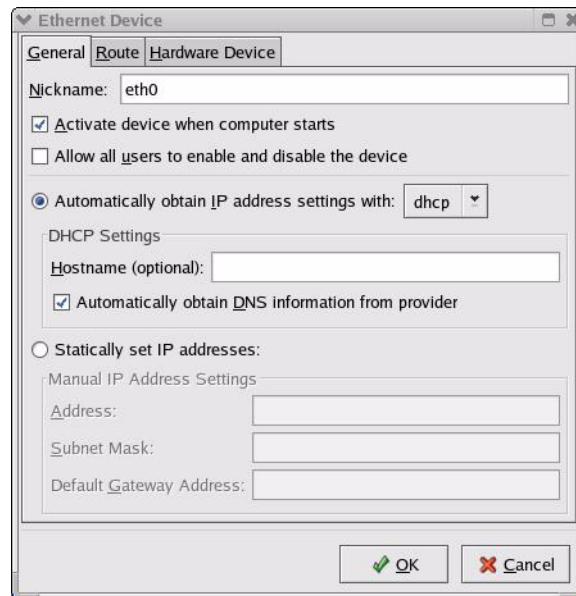 Ethernet Device
General Route Hardware Device
Nickname: eth0
Activate device when computer starts
Allow all users to enable and disable the device
Automatically obtain IP address settings with: dhcp
DHCP Settings
Hostname (optional):
Automatically obtain DNS information from provider
Statically set IP addresses:
Manual IP Address Settings
Address:
Subnet Mask:
Default Gateway Address:
OK Cancel